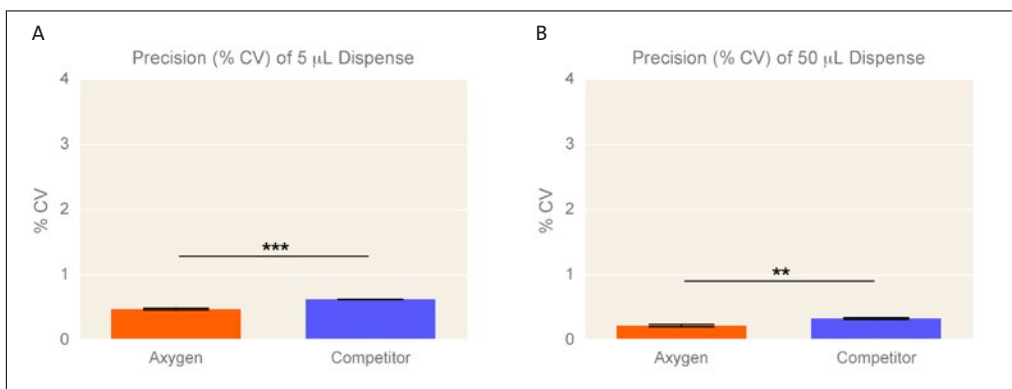 A
Precision (% CV) of 5 μL Dispense
4
3
2
1
0
% CV
***
Axygen
Competitor
B
Precision (% CV) of 50 μL Dispense
4
3
2
1
0
% CV
**
Axygen
Competitor